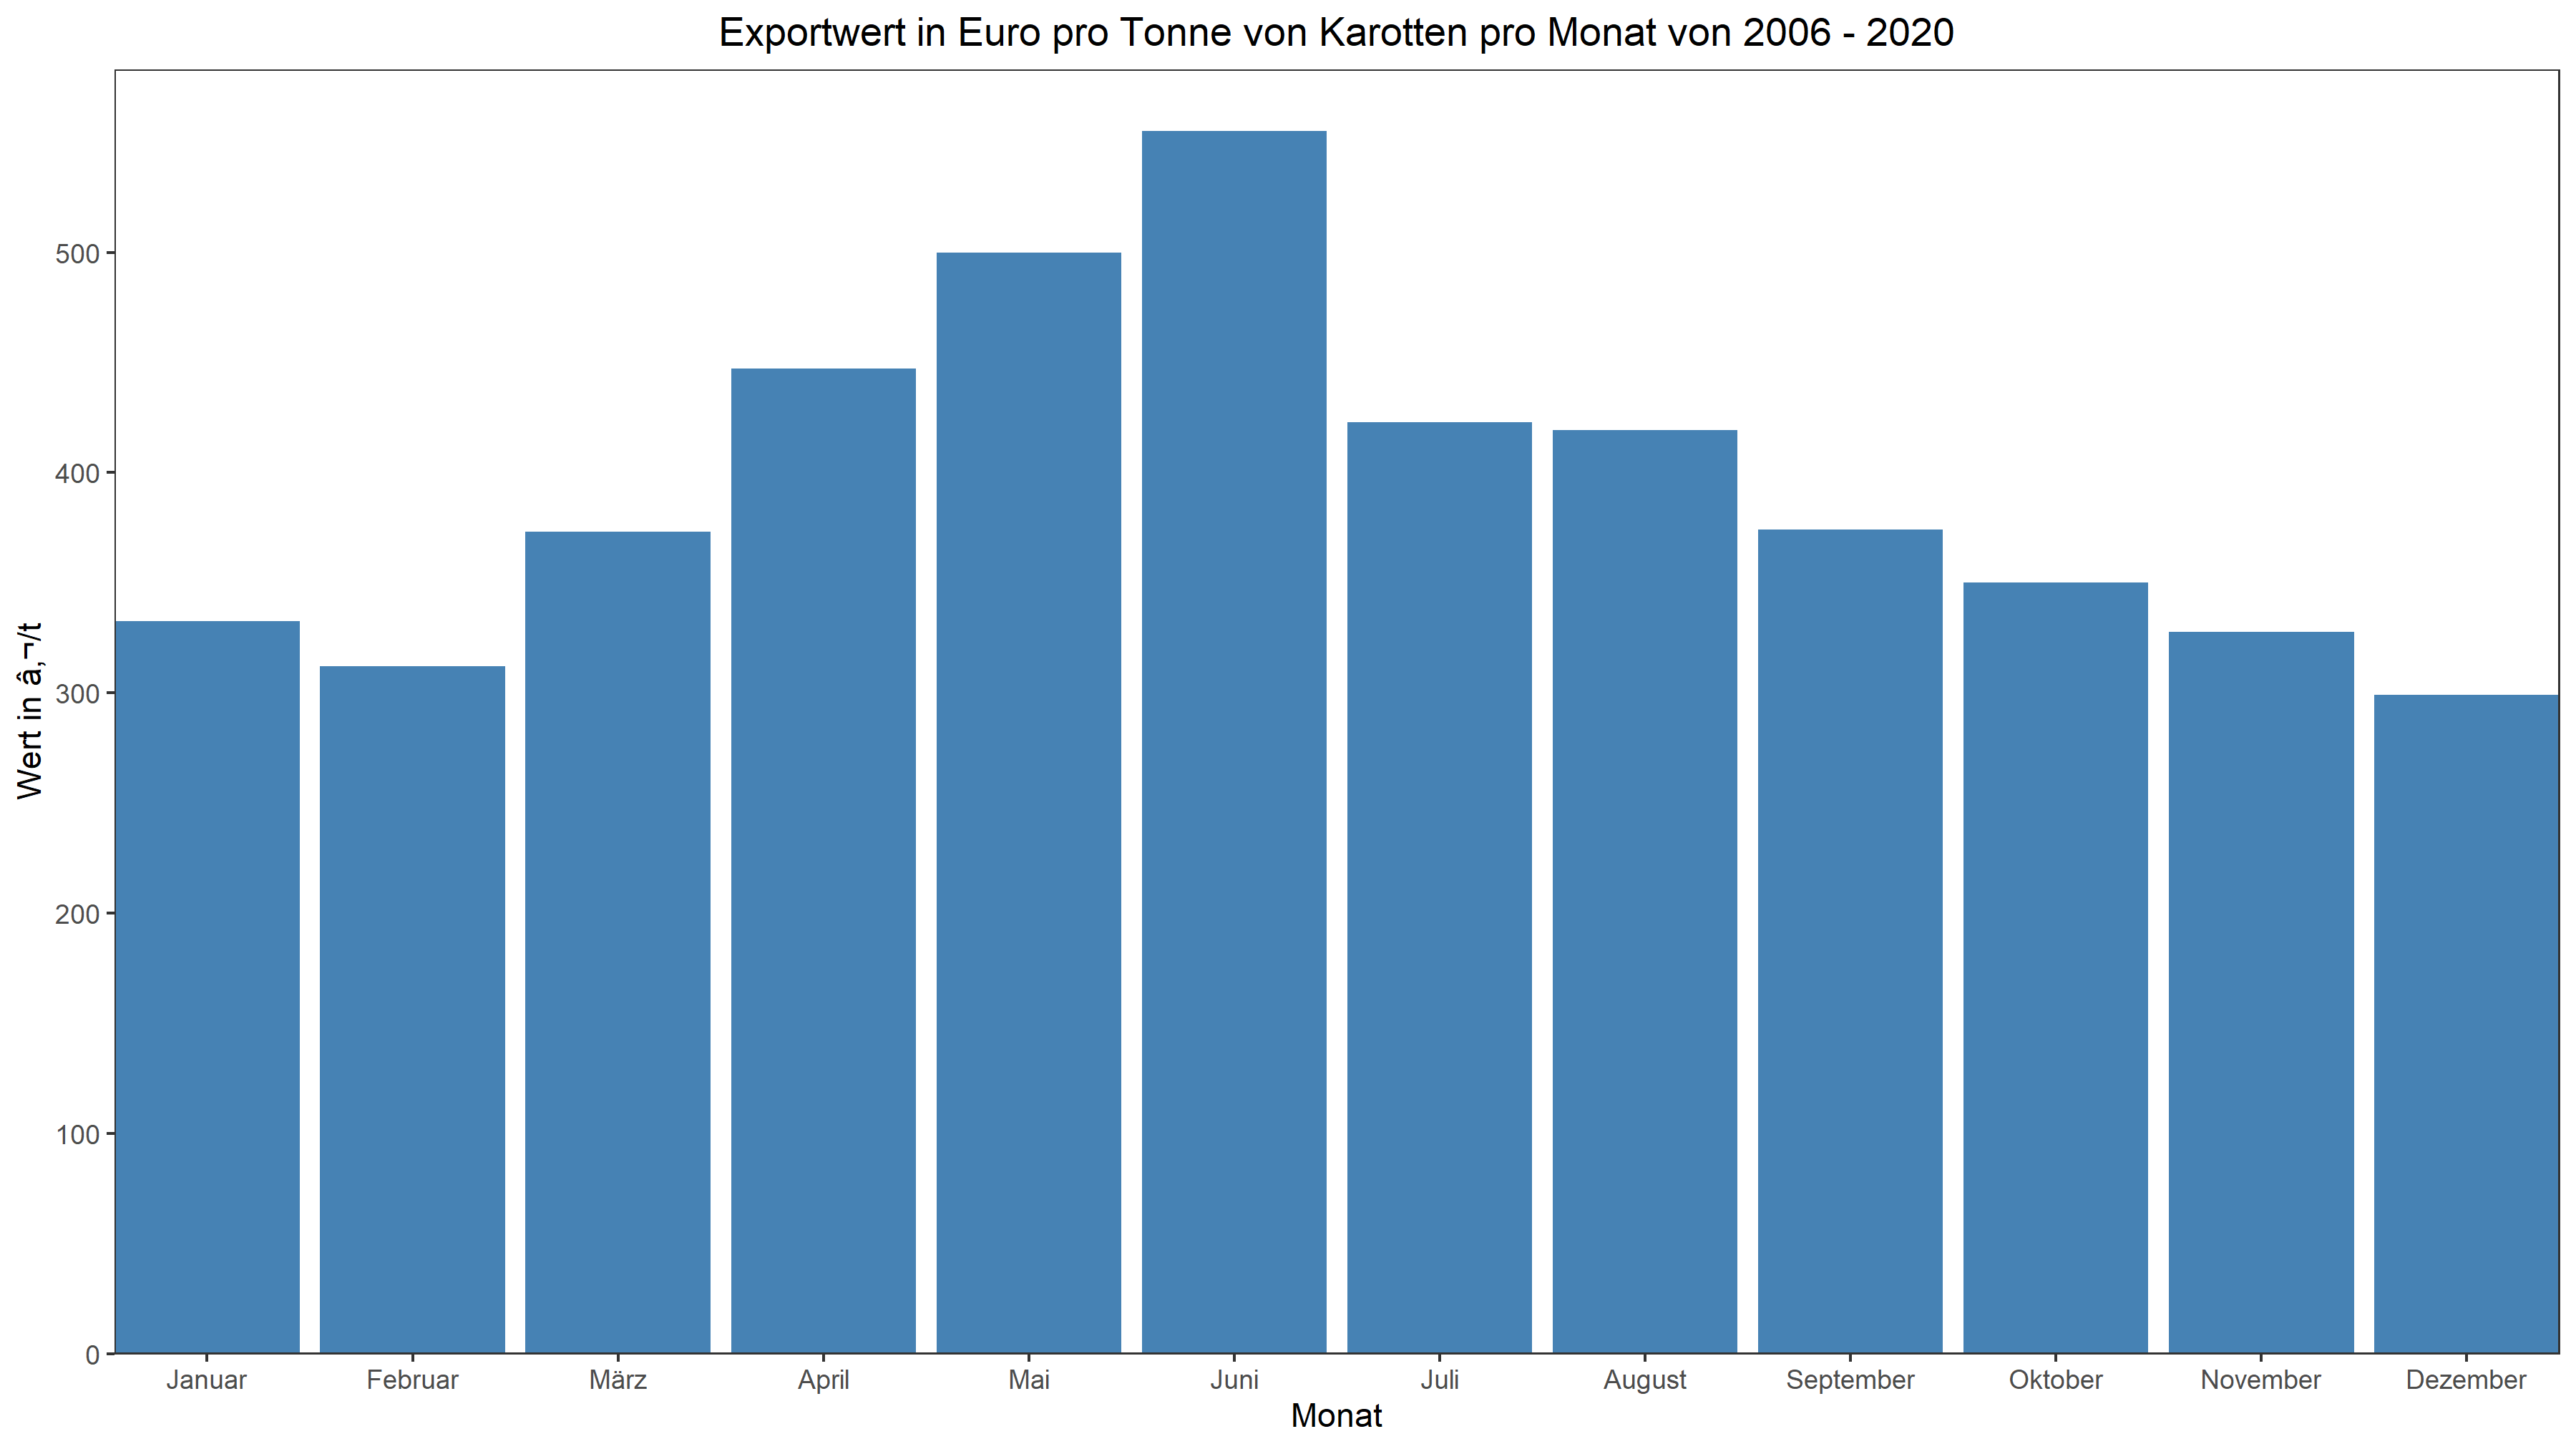 Exportwert in Euro pro Tonne von Karotten pro Monat von 2006 - 2020
Wert in â‚¬/t
500
400
300
200
100
0
Januar Februar März April Mai Juni Juli August September Oktober November Dezember
Monat